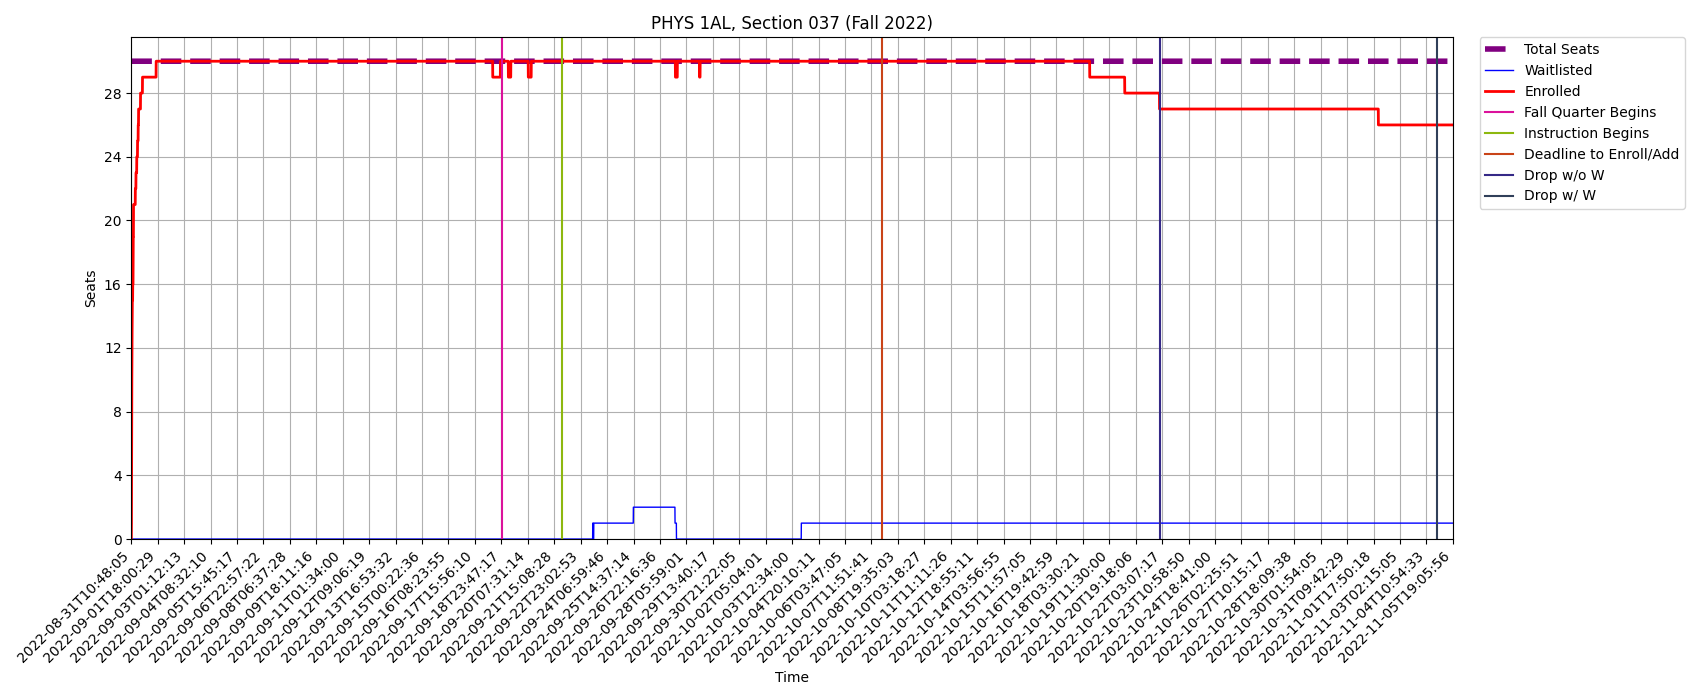 PHYS 1AL, Section 037 (Fall 2022)
Total Seats
Waitlisted
Enrolled
Fall Quarter Begins
Instruction Begins
Deadline to Enroll/Add
Drop w/o W
Drop w/ W
Seats
28
24
20
16
12
8
4
0
2022-08-31T10:48:05
2022-09-01T18:00:29
2022-09-03T01:12:13
2022-09-04T08:32:10
2022-09-05T15:45:17
2022-09-06T22:57:22
2022-09-08T06:37:28
2022-09-09T18:11:16
2022-09-11T01:34:00
2022-09-12T09:06:19
2022-09-13T16:53:32
2022-09-15T00:22:36
2022-09-16T08:23:55
2022-09-17T15:56:10
2022-09-18T23:47:17
2022-09-20T07:31:14
2022-09-21T15:08:28
2022-09-22T23:02:53
2022-09-24T06:59:46
2022-09-25T14:37:14
2022-09-26T22:16:36
2022-09-28T05:59:01
2022-09-29T13:40:17
2022-09-30T21:22:05
2022-10-02T05:04:01
2022-10-03T12:34:00
2022-10-04T20:10:11
2022-10-06T03:47:05
2022-10-07T11:51:41
2022-10-08T19:35:03
2022-10-10T03:18:27
2022-10-11T11:11:26
2022-10-12T18:55:11
2022-10-14T03:56:55
2022-10-15T11:57:05
2022-10-16T19:42:59
2022-10-18T03:30:21
2022-10-19T11:30:00
2022-10-20T19:18:06
2022-10-22T03:07:17
2022-10-23T10:58:50
2022-10-24T18:41:00
2022-10-26T02:25:51
2022-10-27T10:15:17
2022-10-28T18:09:38
2022-10-30T01:54:05
2022-10-31T09:42:29
2022-11-01T17:50:18
2022-11-03T02:15:05
2022-11-04T10:54:33
2022-11-05T19:05:56
Time